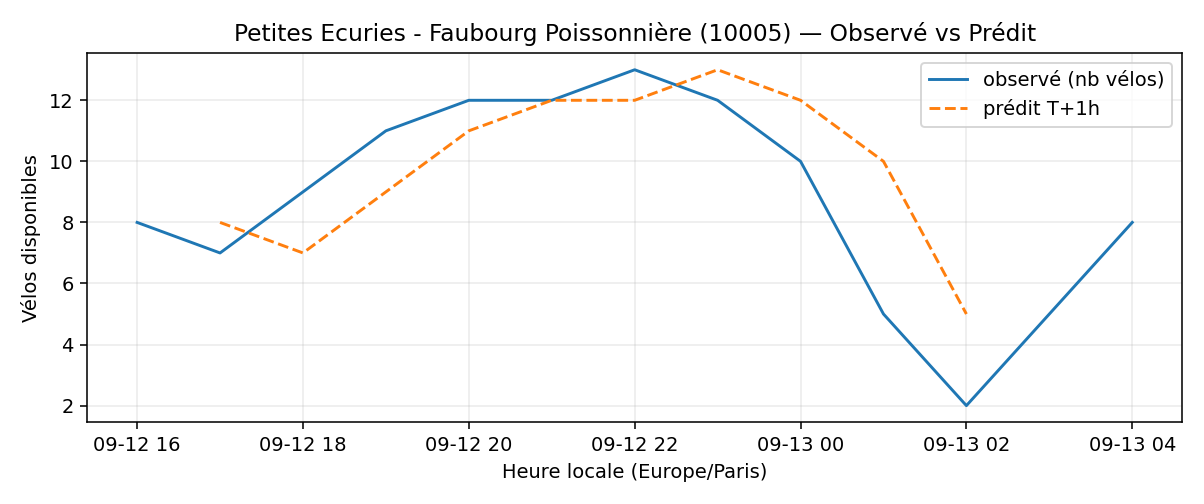 Petites Ecuries - Faubourg Poissonnière (10005) — Observé vs Prédit
observé (nb vélos)
prédit T+1h
Vélos disponibles
12
10
8
6
4
2
09-12 16
09-12 18
09-12 20
09-12 22
09-13 00
09-13 02
09-13 04
Heure locale (Europe/Paris)